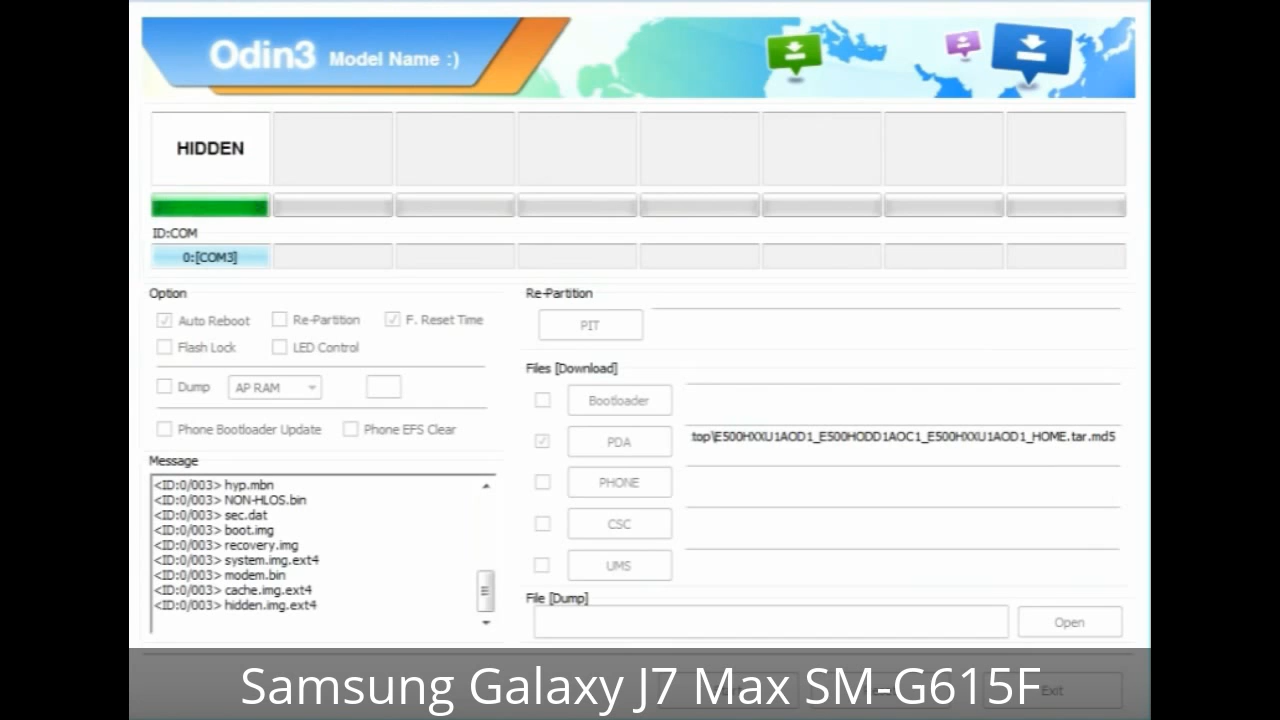 Odin3 Model Name :)
HIDDEN
ID:COM
0:[COM3]
Option
Auto Reboot
Re-Partition
F. Reset Time
Flash Lock
LED Control
Dump
AP RAM
Phone Bootloader Update
Phone EFS Clear
Message
<ID:0/003> hyp.mbn
<ID:0/003> NON-HLOS.bin
<ID:0/003> sec.dat
<ID:0/003> boot.img
<ID:0/003> recovery.img
<ID:0/003> system.img.ext4
<ID:0/003> modem.bin
<ID:0/003> cache.img.ext4
<ID:0/003> hidden.img.ext4
Re-Partition
PIT
Files [Download]
Bootloader
PDA
top\E500HXXU1AOD1_E500HODD1AOC1_E500HXXU1AOD1_HOME.tar.md5
PHONE
CSC
UMS
File [Dump]
Open
Exit
Samsung Galaxy J7 Max SM-G615F